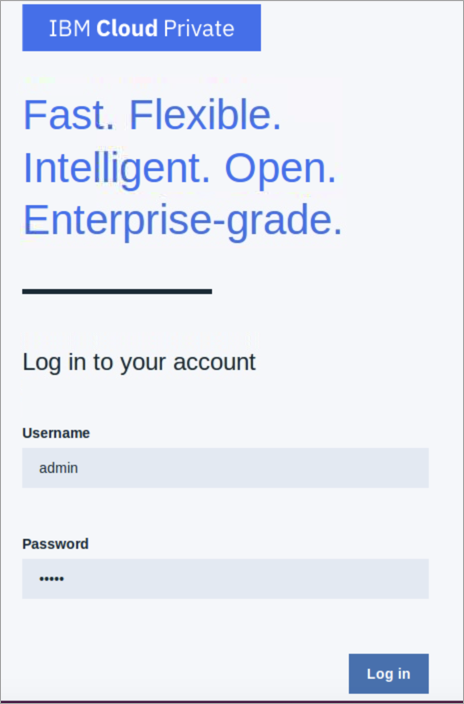 IBM Cloud Private
Fast. Flexible.
Intelligent. Open.
Enterprise-grade.
Log in to your account
Username
admin
Password
•••••
Log in